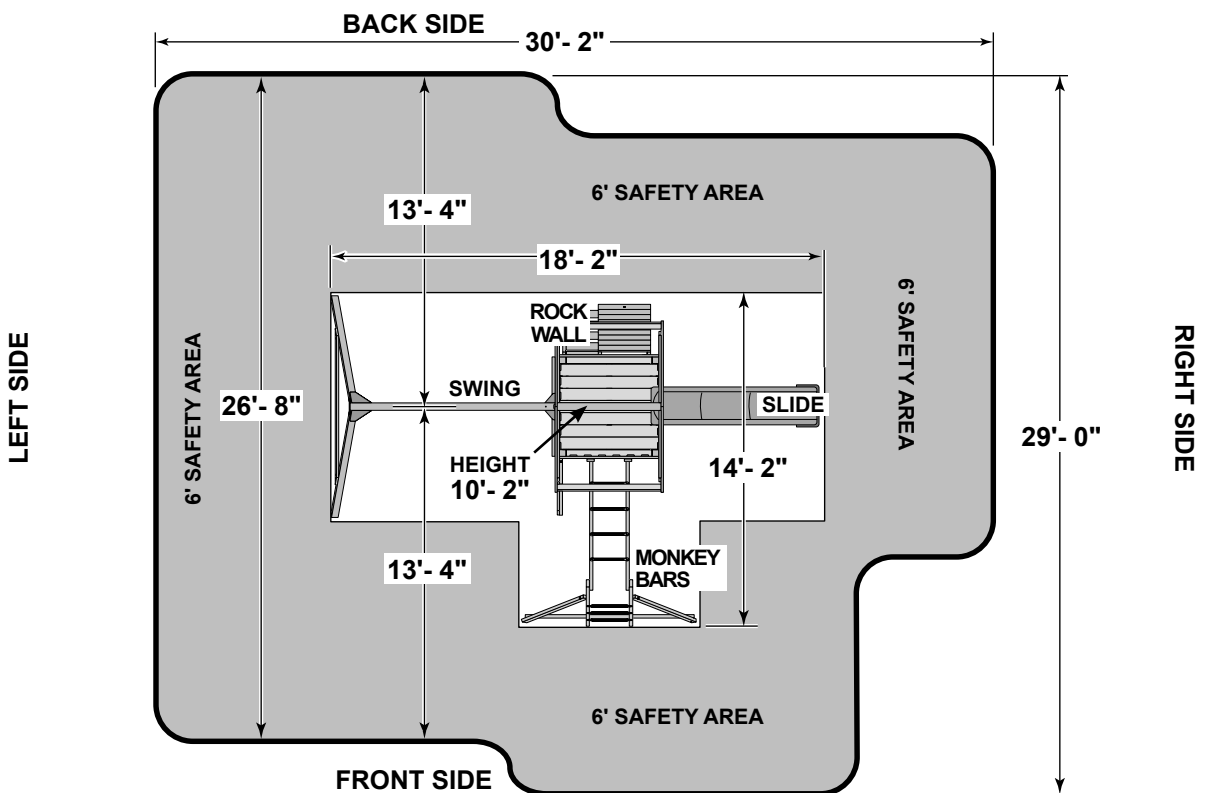 BACK SIDE
30'- 2"
6' SAFETY AREA
13'- 4"
18'- 2"
ROCK
WALL
6' SAFETY AREA
LEFT SIDE
6' SAFETY AREA
26'- 8"
SWING
SLIDE
RIGHT SIDE
29'- 0"
HEIGHT
10'- 2"
14'- 2"
13'- 4"
MONKEY
BARS
6' SAFETY AREA
FRONT SIDE